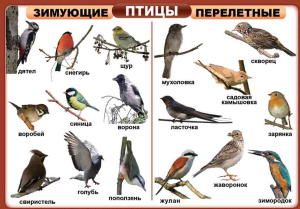 ЗИМУЮЩИЕ ПТИЦЫ ПЕРЕЛЕТНЫЕ
дятел
снегирь
щур
воробей
синица
ворона
свиристель
голубь
поползень
мухоловка
скворец
садовая
камышовка
ласточка
зарянка
жулан
жаворонок
зимородок